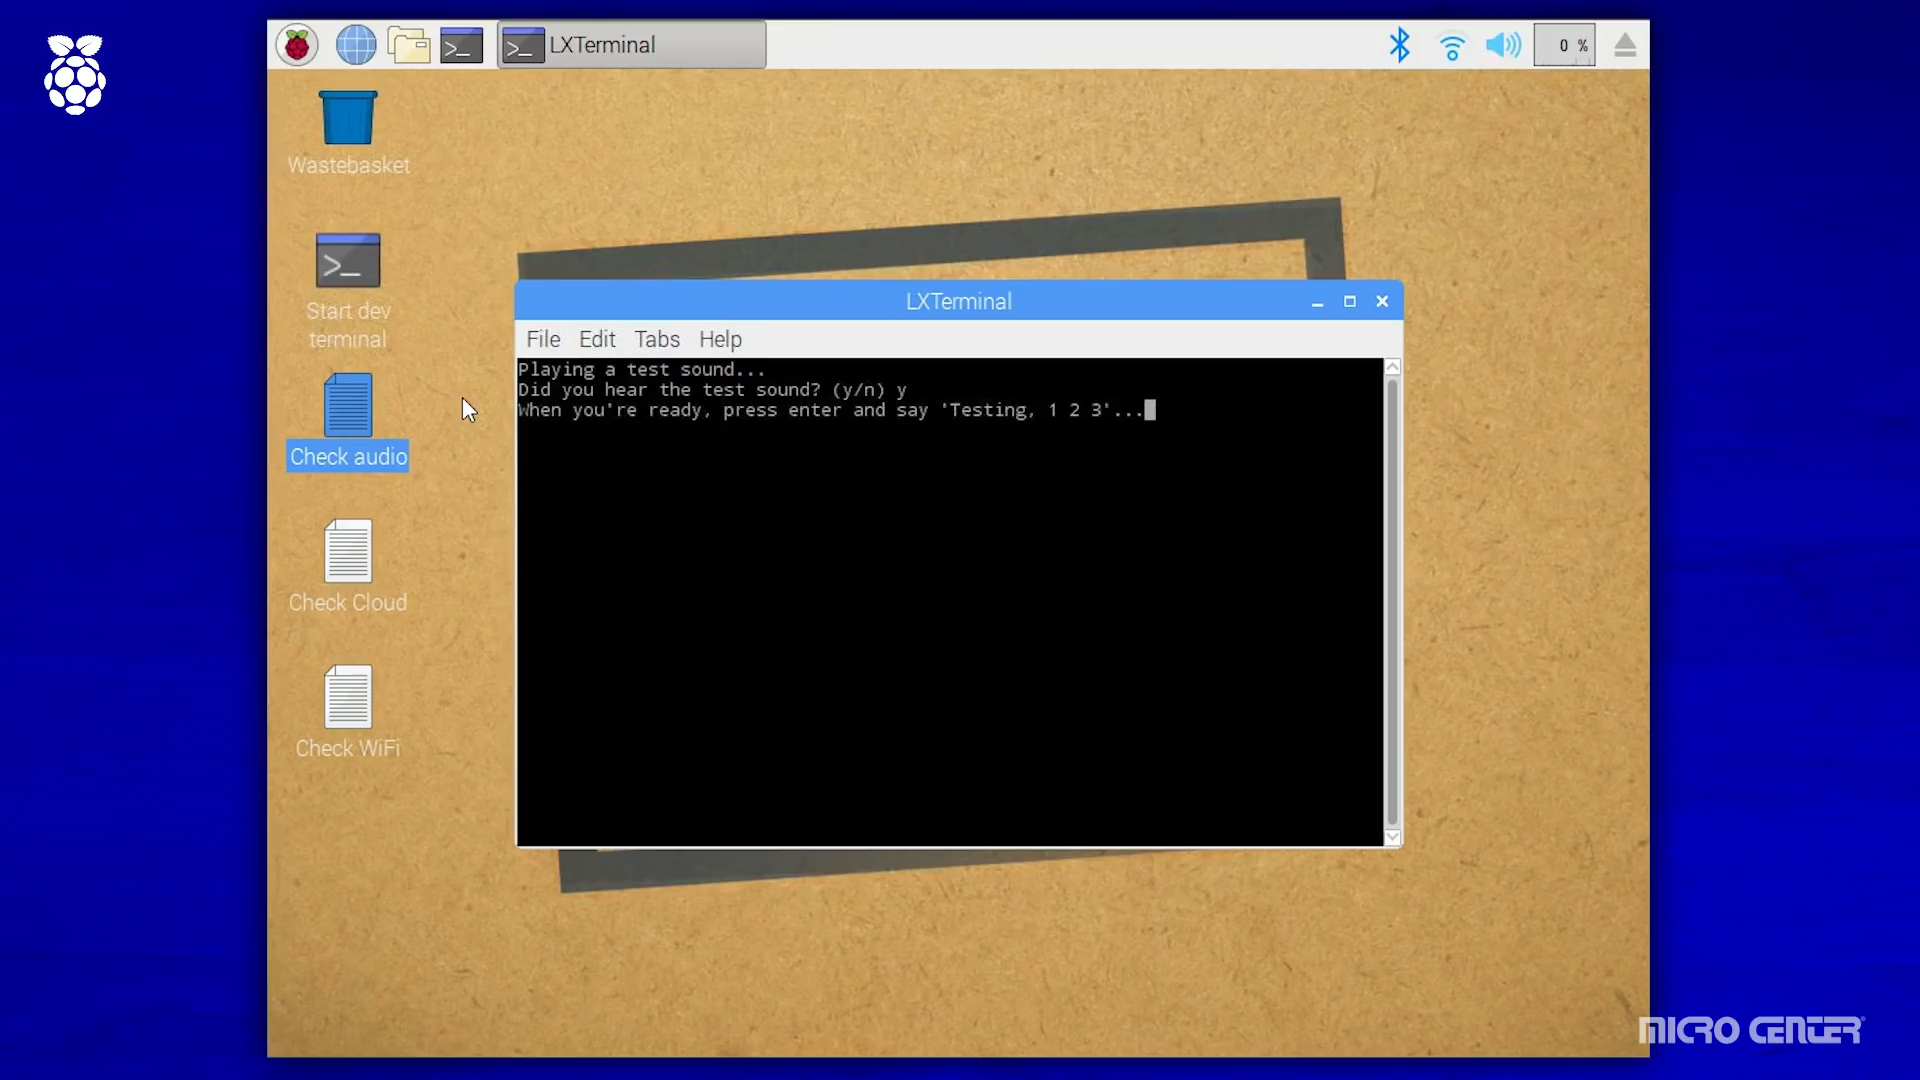 LXTerminal
0 %
Wastebasket
Start dev
terminal
Check audio
Check Cloud
Check WiFi
LXTerminal
File Edit Tabs Help
Playing a test sound...
Did you hear the test sound? (y/n) y
When you're ready, press enter and say 'Testing, 1 2 3'...
MICRO CENTER